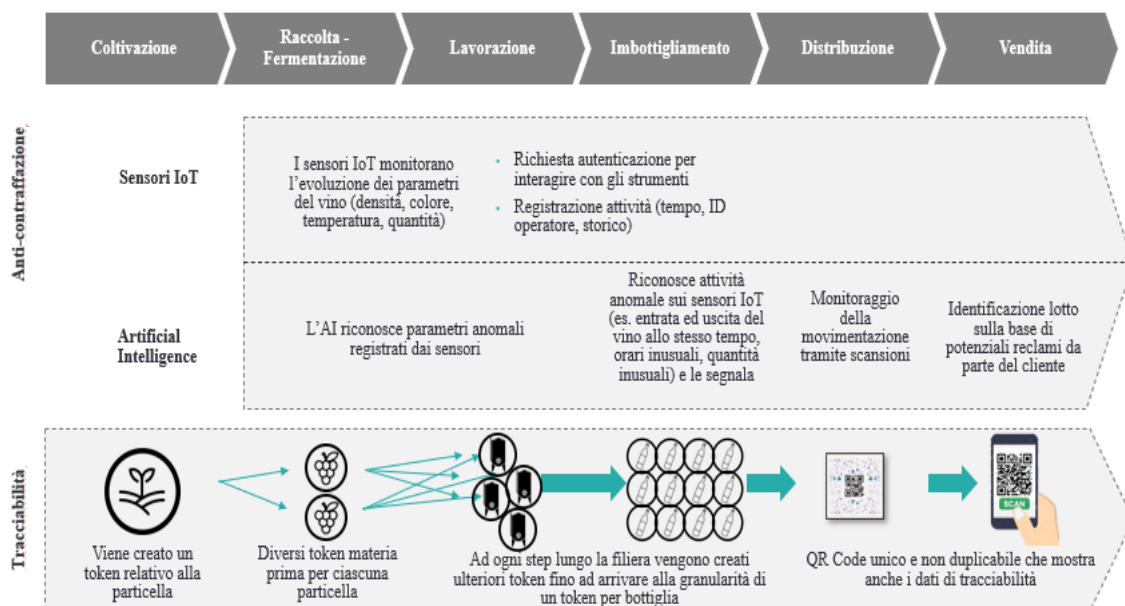 Coltivazione
Raccolta -
Fermentazione
Lavorazione
Imbottigliamento
Distribuzione
Vendita
Anti-contraffazione
Sensori IoT
I sensori IoT monitorano
l'evoluzione dei parametri
del vino (densità, colore,
temperatura, quantità)
• Richiesta autenticazione per
interagire con gli strumenti
• Registrazione attività (tempo, ID
operatore, storico)
Artificial
Intelligence
L'AI riconosce parametri anomali
registrati dai sensori
Riconosce attività
anomale sui sensori IoT
(es. entrata ed uscita del
vino allo stesso tempo,
orari inusuali, quantità
inusuali) e le segnala
Monitoraggio
della
movimentazione
tramite scansioni
Identificazione lotto
sulla base di
potenziali reclami da
parte del cliente
Tracciabilità
Viene creato un
token relativo alla
particella
Diversi token materia
prima per ciascuna
particella
Ad ogni step lungo la filiera vengono creati
ulteriori token fino ad arrivare alla granularità di
un token per bottiglia
SCAN
QR Code unico e non duplicabile che mostra
anche i dati di tracciabilità